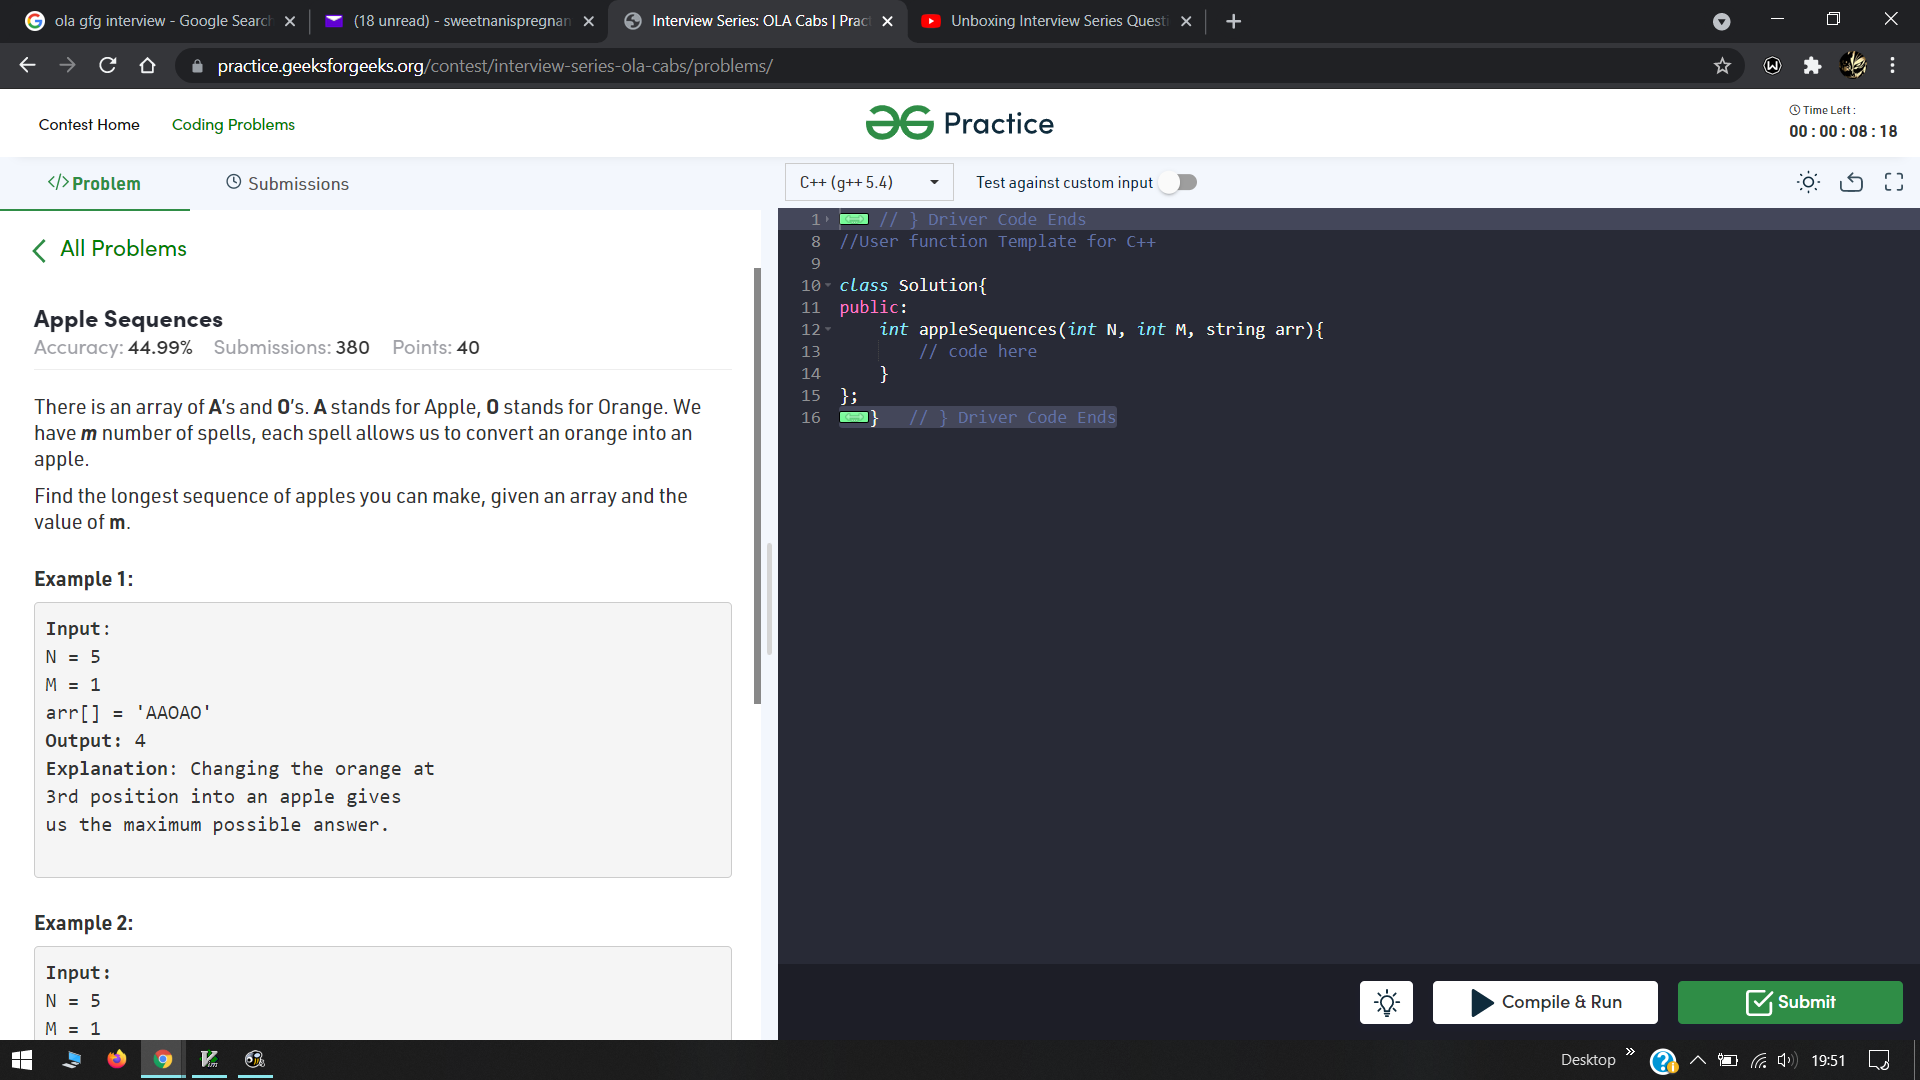 ola gfg interview - Google Search
(18 unread) - sweetnanispregnan
Interview Series: OLA Cabs | Pract
Unboxing Interview Series Questi
practice.geeksforgeeks.org/contest/interview-series-ola-cabs/problems/
Contest Home
Coding Problems
Practice
Time Left :
00 : 00 : 08 : 18
</> Problem
Submissions
C++ (g++ 5.4)
Test against custom input
All Problems
Apple Sequences
Accuracy: 44.99% Submissions: 380 Points: 40
There is an array of A's and O's. A stands for Apple, O stands for Orange. We
have m number of spells, each spell allows us to convert an orange into an
apple.
Find the longest sequence of apples you can make, given an array and the
value of m.
Example 1:
Input:
N = 5
M = 1
arr[] = 'AAOAO'
Output: 4
Explanation: Changing the orange at
3rd position into an apple gives
us the maximum possible answer.
Example 2:
Input:
N = 5
M = 1
1 // } Driver Code Ends
8 //User function Template for C++
9
10 class Solution{
11 public:
12 int appleSequences(int N, int M, string arr){
13 // code here
14 }
15 };
16 } // } Driver Code Ends
Compile & Run
Submit
Desktop
19:51